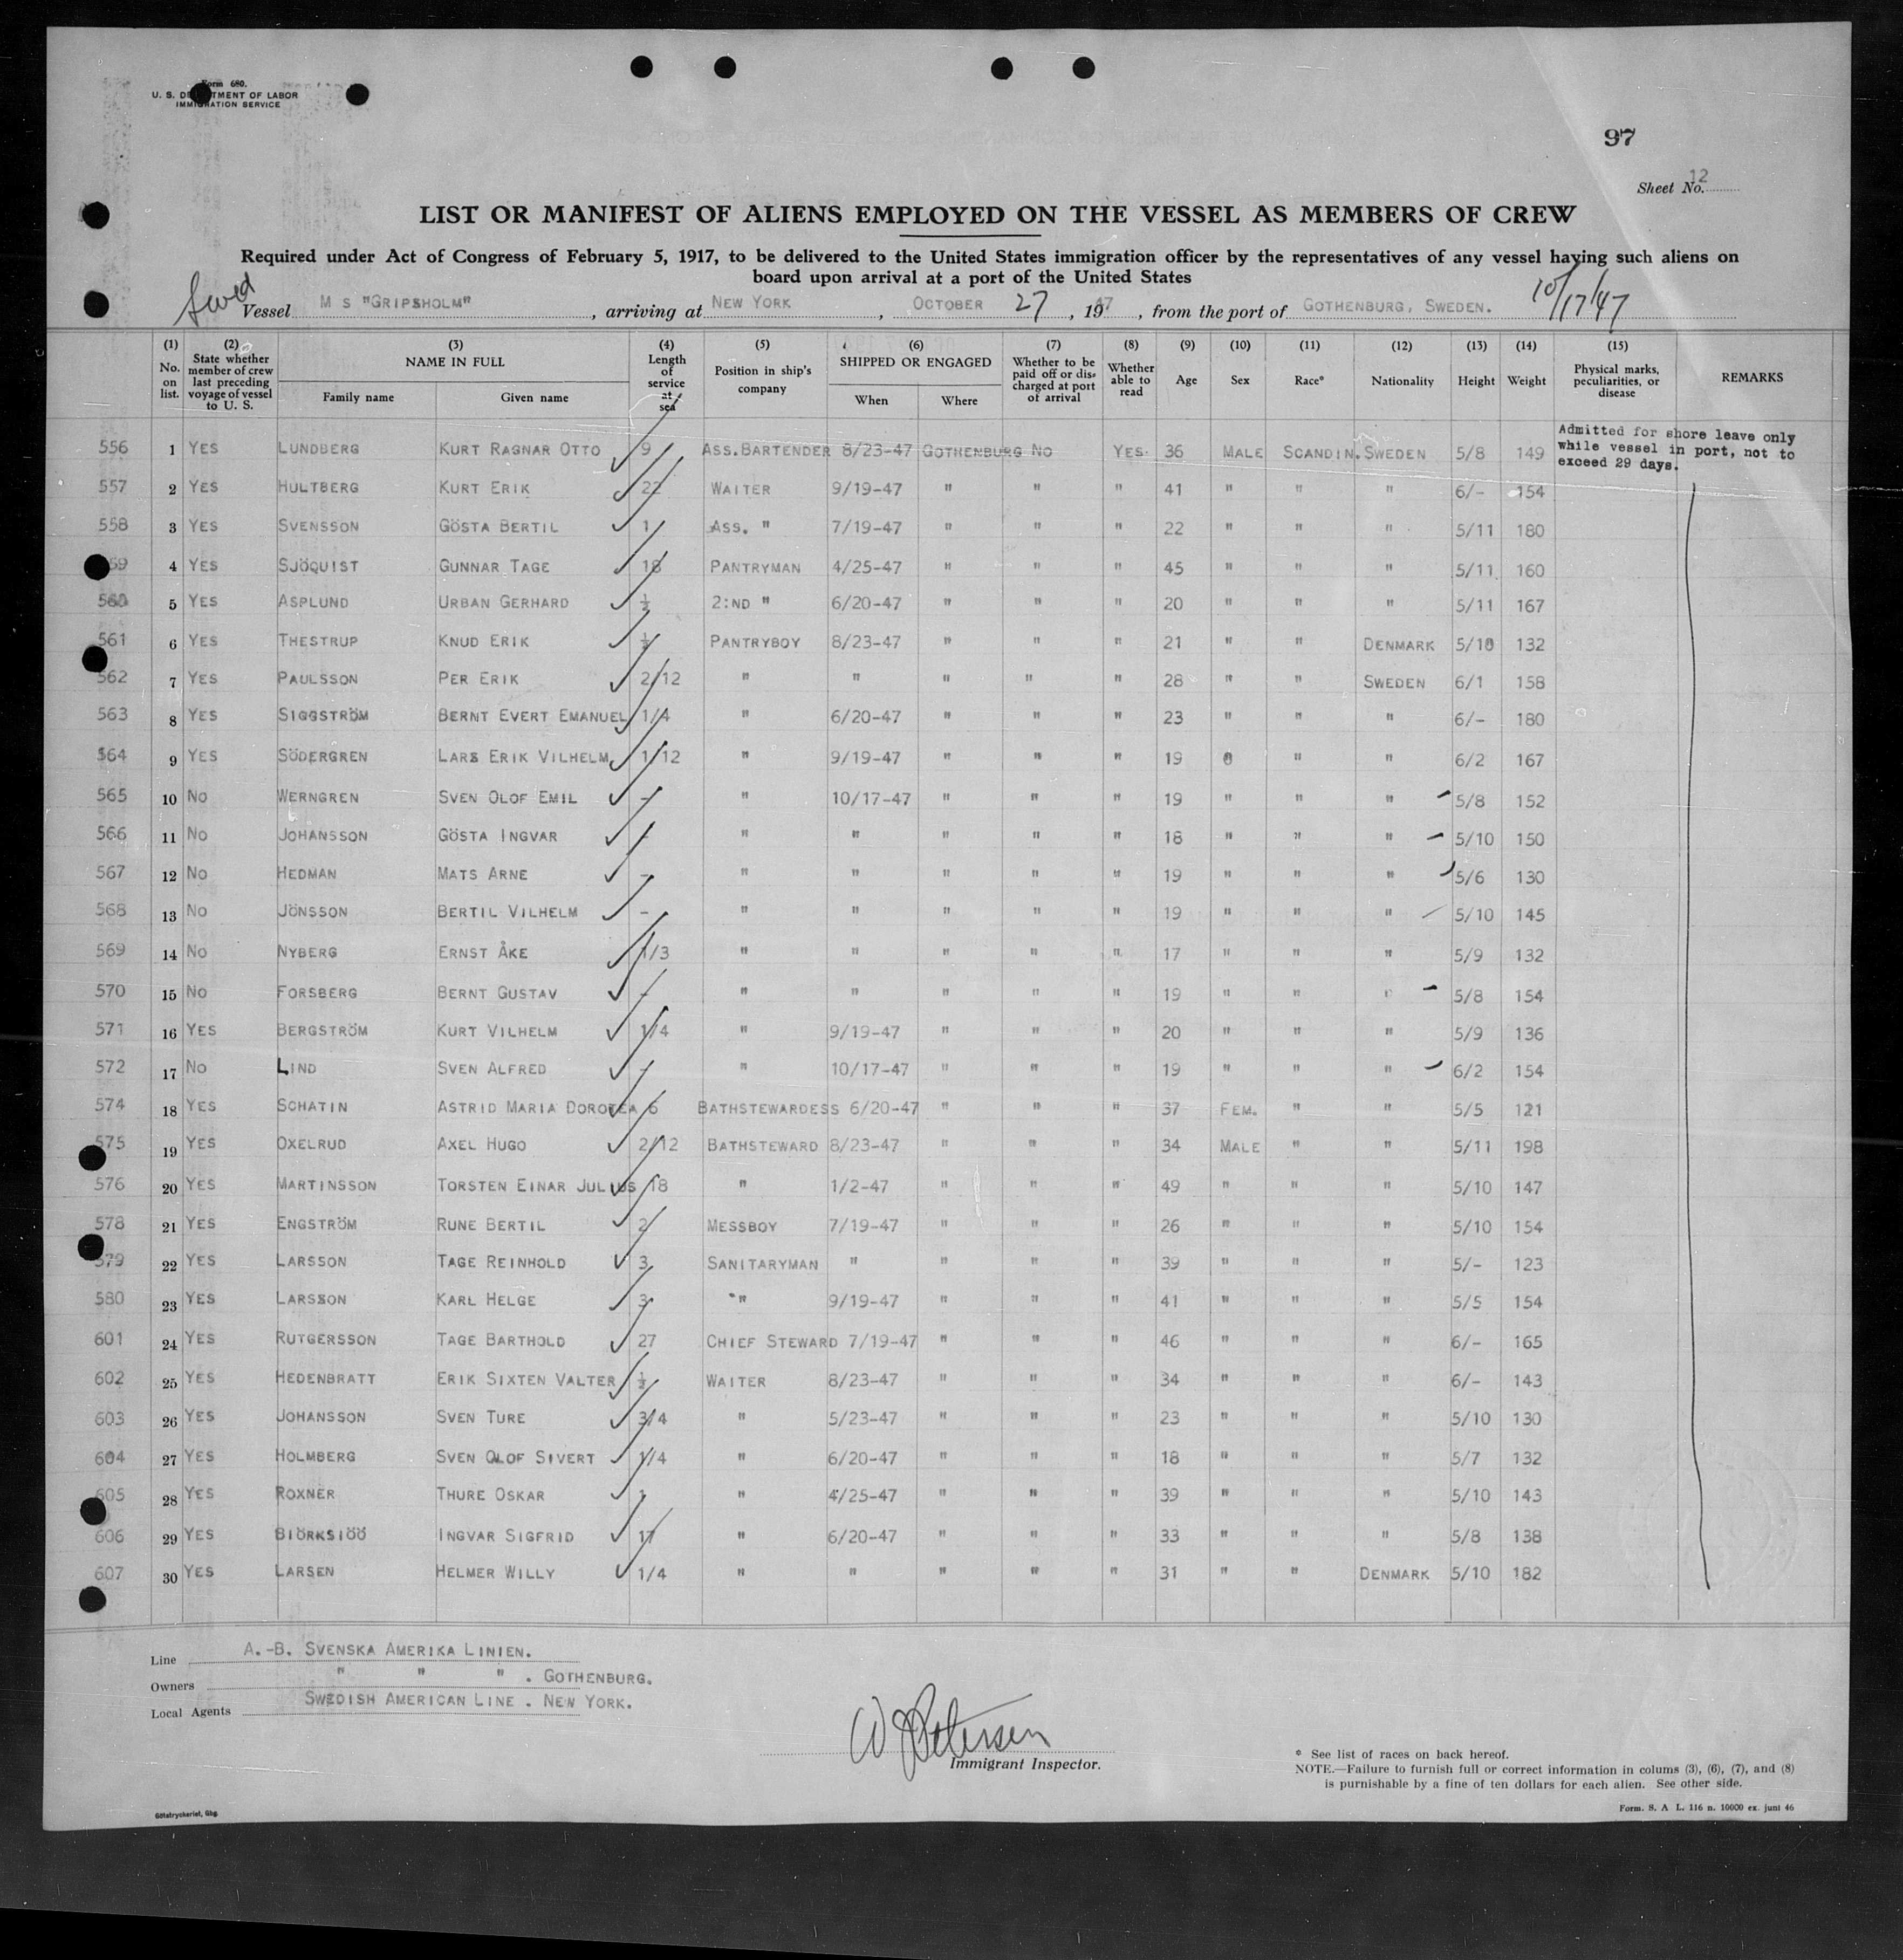 Form 680.
U. S. DEPARTMENT OF LABOR
IMMIGRATION SERVICE
97
Sheet No. 12
LIST OR MANIFEST OF ALIENS EMPLOYED ON THE VESSEL AS MEMBERS OF CREW
Required under Act of Congress of February 5, 1917, to be delivered to the United States immigration officer by the representatives of any vessel having such aliens on
board upon arrival at a port of the United States
Swed Vessel M S "GRIPSHOLM", arriving at NEW YORK, OCTOBER 27, 1947, from the port of GOTHENBURG, SWEDEN. 10/17/47
(1) (2) (3) (4) (5) (6) (7) (8) (9) (10) (11) (12) (13) (14) (15)
No. on list. State whether member of crew last preceding voyage of vessel to U. S. NAME IN FULL Family name Given name Length of service at sea Position in ship's company SHIPPED OR ENGAGED When Where Whether to be paid off or discharged at port of arrival Whether able to read Age Sex Race* Nationality Height Weight Physical marks, peculiarities, or disease REMARKS
Admitted for shore leave only
while vessel in port, not to
exceed 29 days.
556 1 YES LUNDBERG KURT RAGNAR OTTO 9 ASS.BARTENDER 8/23-47 GOTHENBURG NO YES 36 MALE SCANDIN. SWEDEN 5/8 149
557 2 YES HULTBERG KURT ERIK 22 WAITER 9/19-47 " " " 41 " " " 6/- 154
558 3 YES SVENSSON GÖSTA BERTIL 1 ASS. " 7/19-47 " " " 22 " " " 5/11 180
559 4 YES SJÖQUIST GUNNAR TAGE 18 PANTRYMAN 4/25-47 " " " 45 " " " 5/11 160
560 5 YES ASPLUND URBAN GERHARD ½ 2:ND " 6/20-47 " " " 20 " " " 5/11 167
561 6 YES THESTRUP KNUD ERIK ½ PANTRYBOY 8/23-47 " " " 21 " " DENMARK 5/10 132
562 7 YES PAULSSON PER ERIK 2/12 " " " " " 28 " " SWEDEN 6/1 158
563 8 YES SIGGSTRÖM BERNT EVERT EMANUEL 1/4 " 6/20-47 " " " 23 " " " 6/- 180
564 9 YES SÖDERGREN LARS ERIK VILHELM 1/12 " 9/19-47 " " " 19 " " 6/2 167
565 10 NO WERNGREN SVEN OLOF EMIL - " 10/17-47 " " " 19 " " " 5/8 152
566 11 NO JOHANSSON GÖSTA INGVAR - " " " " " 18 " " " 5/10 150
567 12 NO HEDMAN MATS ARNE - " " " " " 19 " " " 5/6 130
568 13 NO JÖNSSON BERTIL VILHELM - " " " " " 19 " " " 5/10 145
569 14 NO NYBERG ERNST ÅKE 1/3 " " " " " 17 " " " 5/9 132
570 15 NO FORSBERG BERNT GUSTAV - " " " " " 19 " " " 5/8 154
571 16 YES BERGSTRÖM KURT VILHELM 1/4 " 9/19-47 " " " 20 " " " 5/9 136
572 17 NO LIND SVEN ALFRED - " 10/17-47 " " " 19 " " " 6/2 154
574 18 YES SCHATIN ASTRID MARIA DOROTEA 6 BATHSTEWARDESS 6/20-47 " " " 37 FEM. " " 5/5 121
575 19 YES OXELRUD AXEL HUGO 2/12 BATHSTEWARD 8/23-47 " " " 34 MALE " " 5/11 198
576 20 YES MARTINSSON TORSTEN EINAR JULIUS 18 " 1/2-47 " " " 49 " " " 5/10 147
578 21 YES ENGSTRÖM RUNE BERTIL 2 MESSBOY 7/19-47 " " " 26 " " " 5/10 154
579 22 YES LARSSON TAGE REINHOLD 3 SANITARYMAN " " " " 39 " " " 5/- 123
580 23 YES LARSSON KARL HELGE 3 " 9/19-47 " " " 41 " " " 5/5 154
601 24 YES RUTGERSSON TAGE BARTHOLD 27 CHIEF STEWARD 7/19-47 " " " 46 " " " 6/- 165
602 25 YES HEDENBRATT ERIK SIXTEN VALTER ½ WAITER 8/23-47 " " " 34 " " " 6/- 143
603 26 YES JOHANSSON SVEN TURE 3/4 " 5/23-47 " " " 23 " " " 5/10 130
604 27 YES HOLMBERG SVEN OLOF SIVERT 1/4 " 6/20-47 " " " 18 " " " 5/7 132
605 28 YES ROXNER THURE OSKAR 1 " 4/25-47 " " " 39 " " " 5/10 143
606 29 YES BIÖRKSIÖÖ INGVAR SIGFRID 17 " 6/20-47 " " " 33 " " " 5/8 138
607 30 YES LARSEN HELMER WILLY 1/4 " " " " " 31 " " DENMARK 5/10 182
Line A.-B. SVENSKA AMERIKA LINIEN.
Owners " " " . GOTHENBURG.
Local Agents SWEDISH AMERICAN LINE . NEW YORK.
W J Petersen
Immigrant Inspector.
* See list of races on back hereof.
NOTE.—Failure to furnish full or correct information in colums (3), (6), (7), and (8)
is purnishable by a fine of ten dollars for each alien. See other side.
Götatryckeriet, Gbg.
Form. S. A L. 116 n. 10000 ex. juni 46